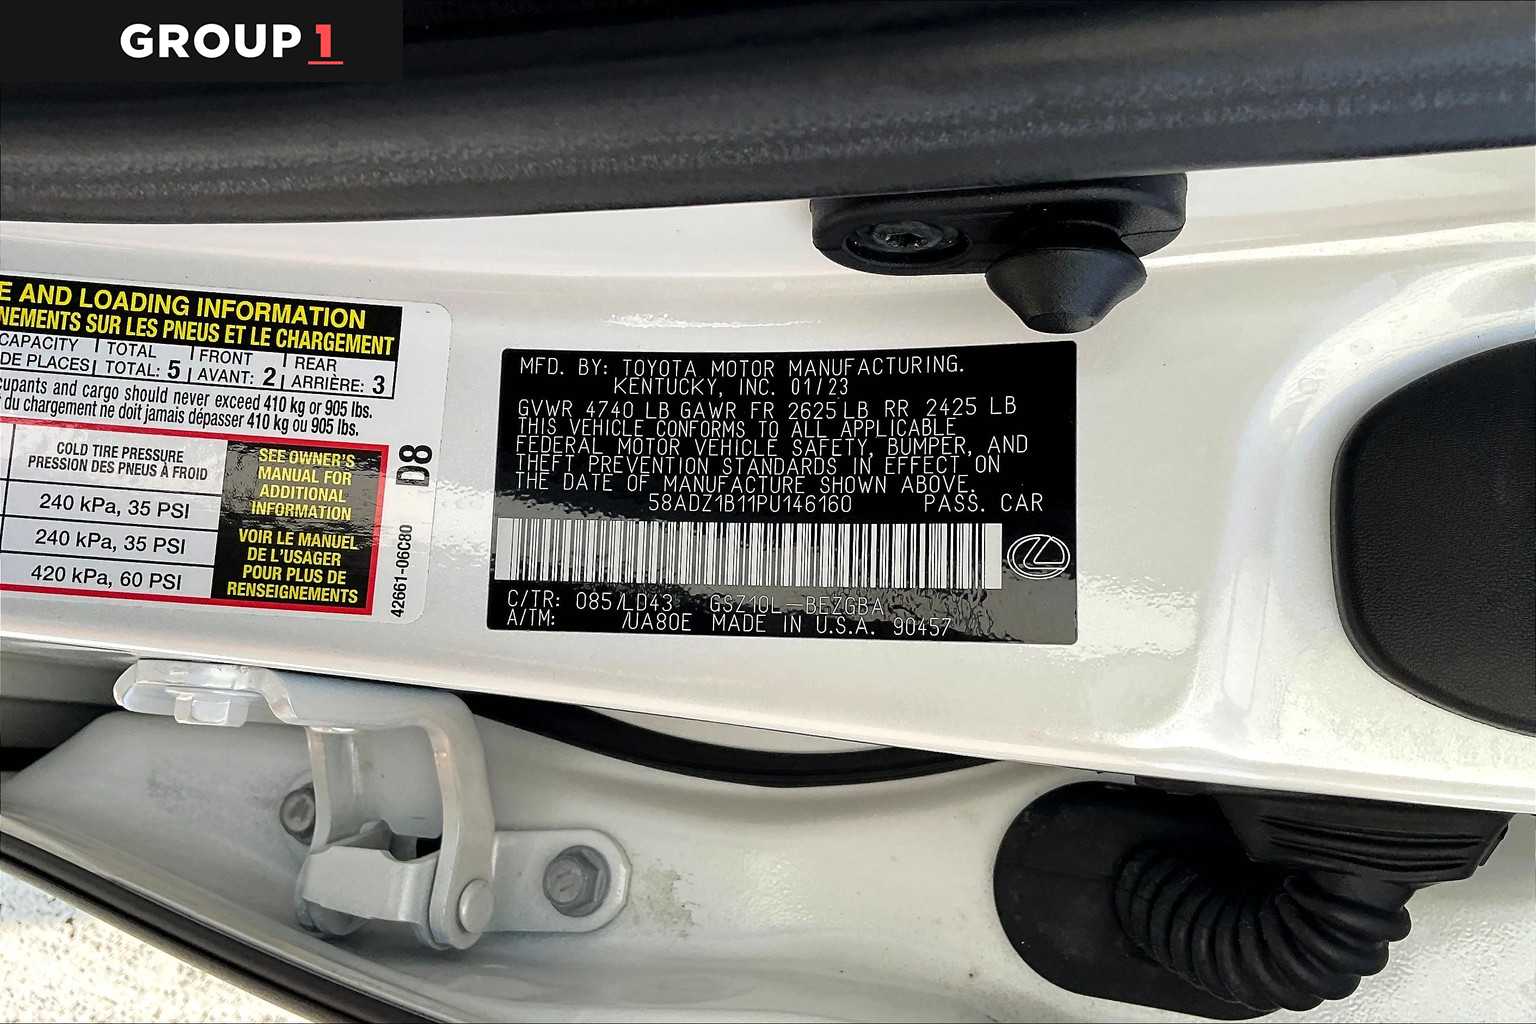 GROUP 1
E AND LOADING INFORMATION
NEMENTS SUR LES PNEUS ET LE CHARGEMENT
CAPACITY TOTAL FRONT REAR
DE PLACES TOTAL: 5 AVANT: 2 ARRIÈRE: 3
cupants and cargo should never exceed 410 kg or 905 lbs.
du chargement ne doit jamais dépasser 410 kg ou 905 lbs.
COLD TIRE PRESSURE
PRESSION DES PNEUS À FROID
240 kPa, 35 PSI
240 kPa, 35 PSI
420 kPa, 60 PSI
SEE OWNER'S
MANUAL FOR
ADDITIONAL
INFORMATION
VOIR LE MANUEL
DE L'USAGER
POUR PLUS DE
RENSEIGNEMENTS
D8
42661-06C80
MFD. BY: TOYOTA MOTOR MANUFACTURING.
KENTUCKY, INC. 01/23
GVWR 4740 LB GAWR FR 2625 LB RR 2425 LB
THIS VEHICLE CONFORMS TO ALL APPLICABLE
FEDERAL MOTOR VEHICLE SAFETY, BUMPER, AND
THEFT PREVENTION STANDARDS IN EFFECT ON
THE DATE OF MANUFACTURE SHOWN ABOVE.
58ADZ1B11PU146160 PASS. CAR
C/TR: 085/LD43 GSZ10L-BEZGBA
A/TM: /UA80E MADE IN U.S.A. 90457